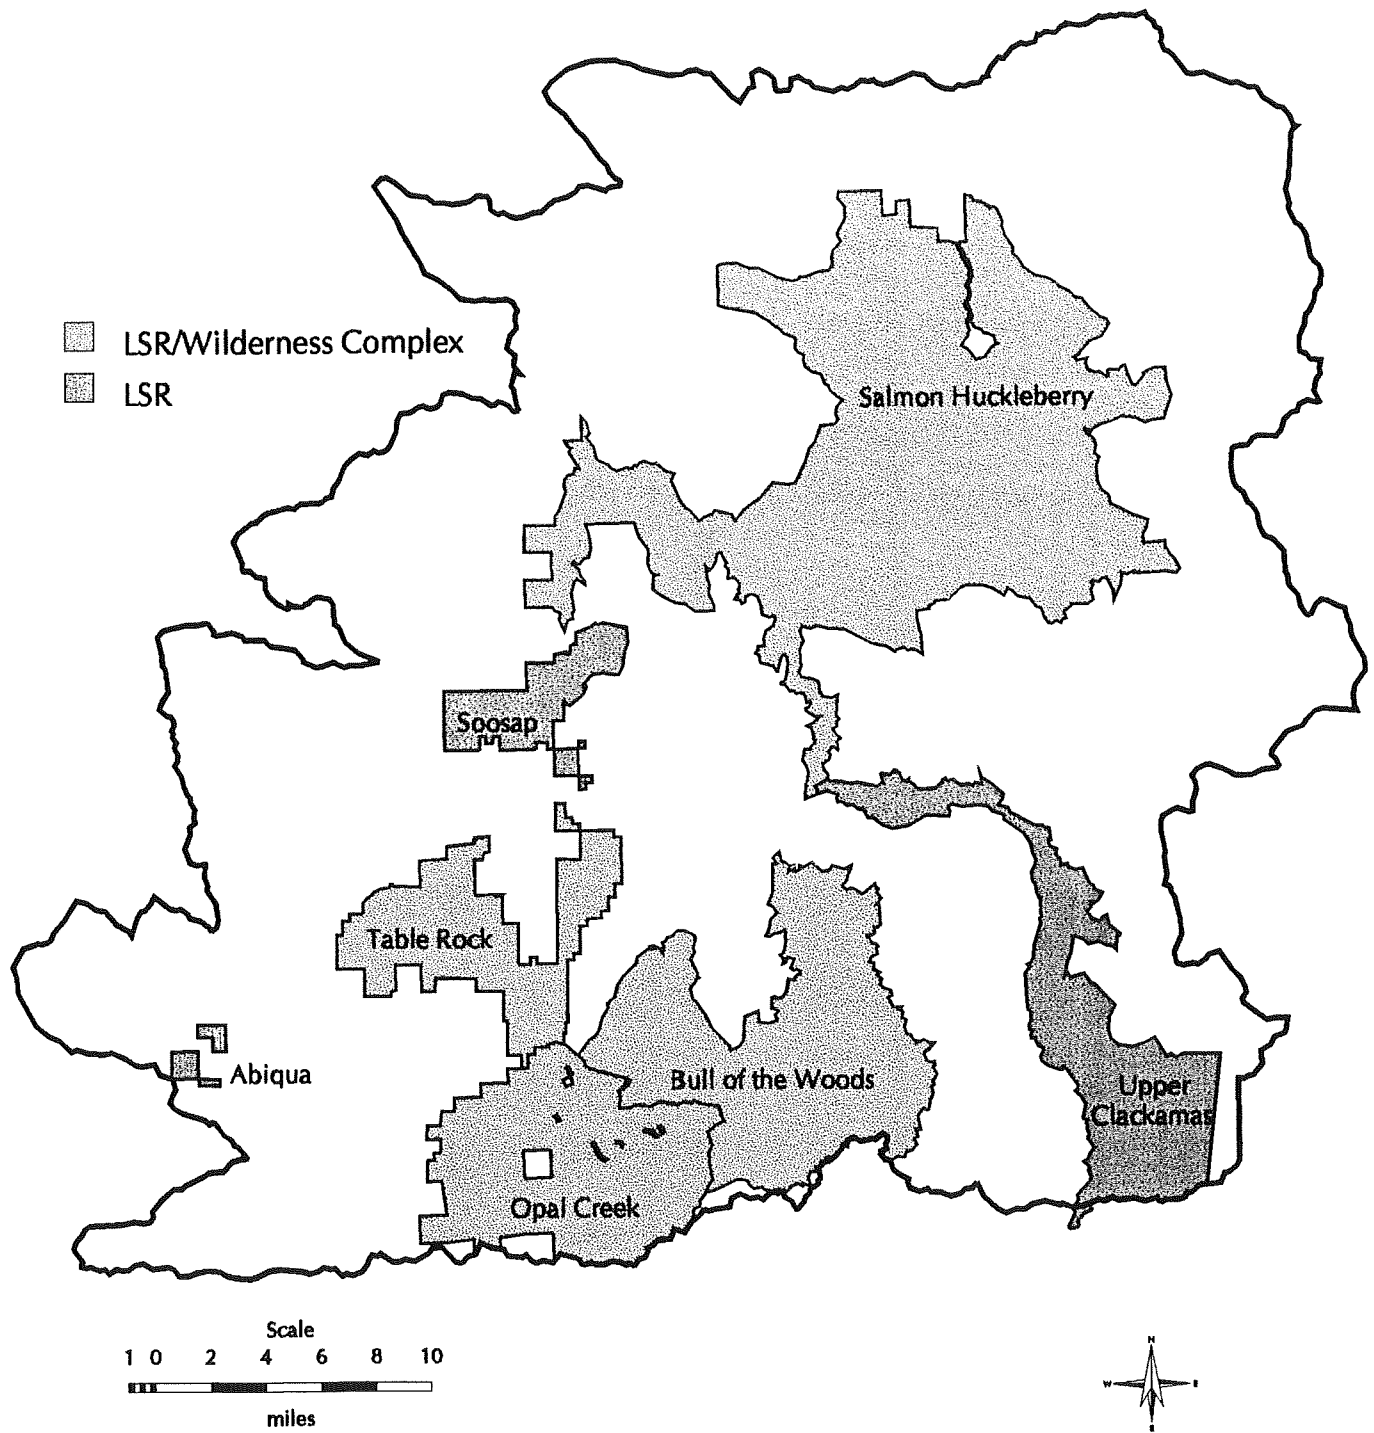 LSR/Wilderness Complex
LSR
Salmon Huckleberry
Soosap
Table Rock
Abiqua
Bull of the Woods
Upper
Clackamas
Opal Creek
Scale
1 0 2 4 6 8 10
miles
N
W E
S